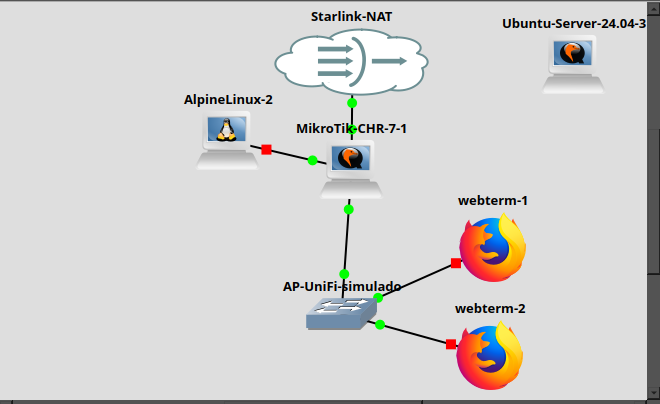 Starlink-NAT
Ubuntu-Server-24.04-3
AlpineLinux-2
MikroTik-CHR-7-1
webterm-1
AP-UniFi-simulado
webterm-2